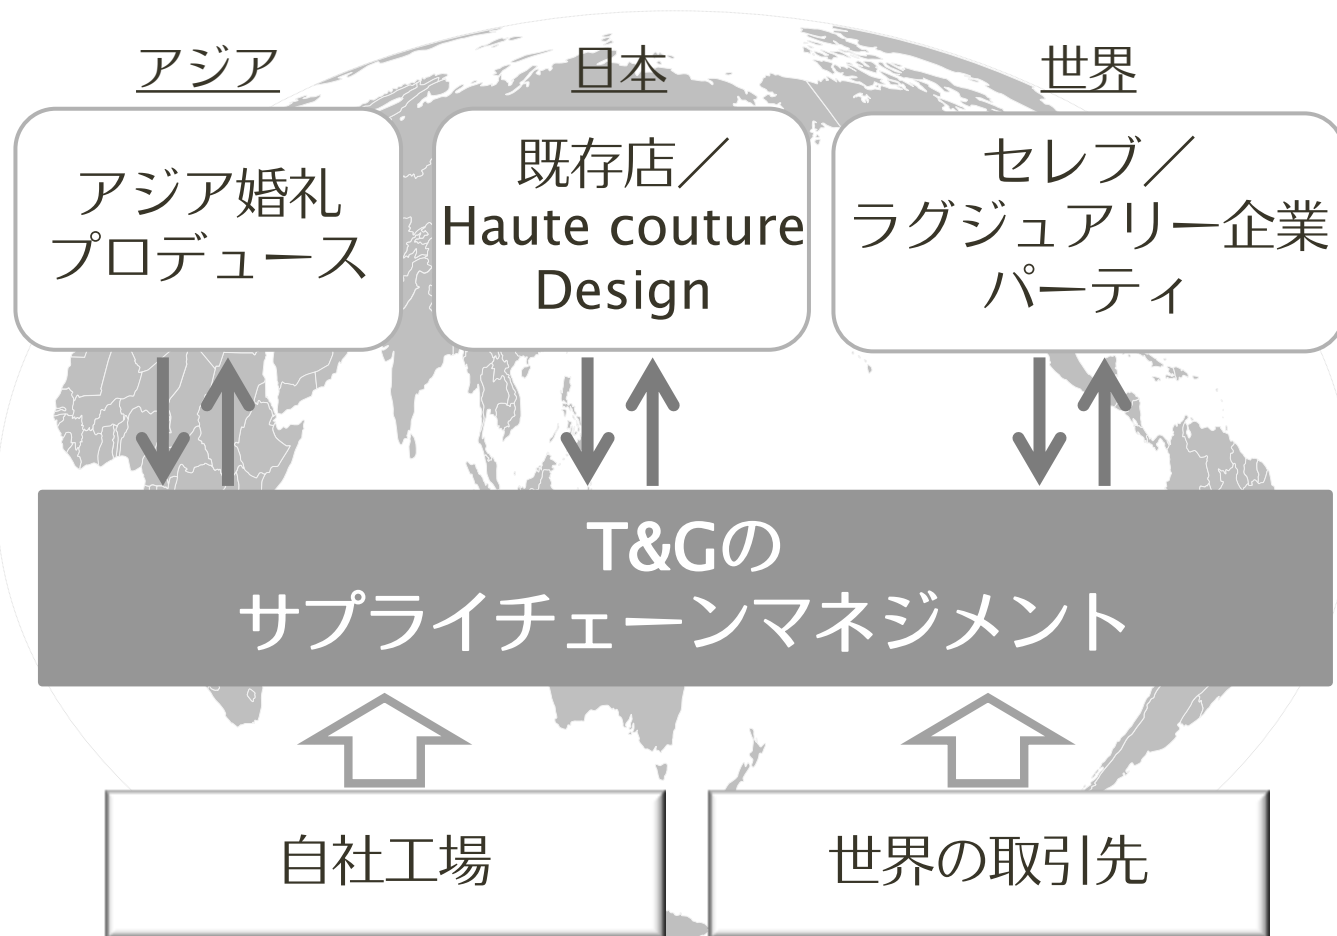 アジア
日本
世界
アジア婚礼
プロデュース
既存店／
Haute couture
Design
セレブ／
ラグジュアリー企業
パーティ
T&Gの
サプライチェーンマネジメント
自社工場
世界の取引先